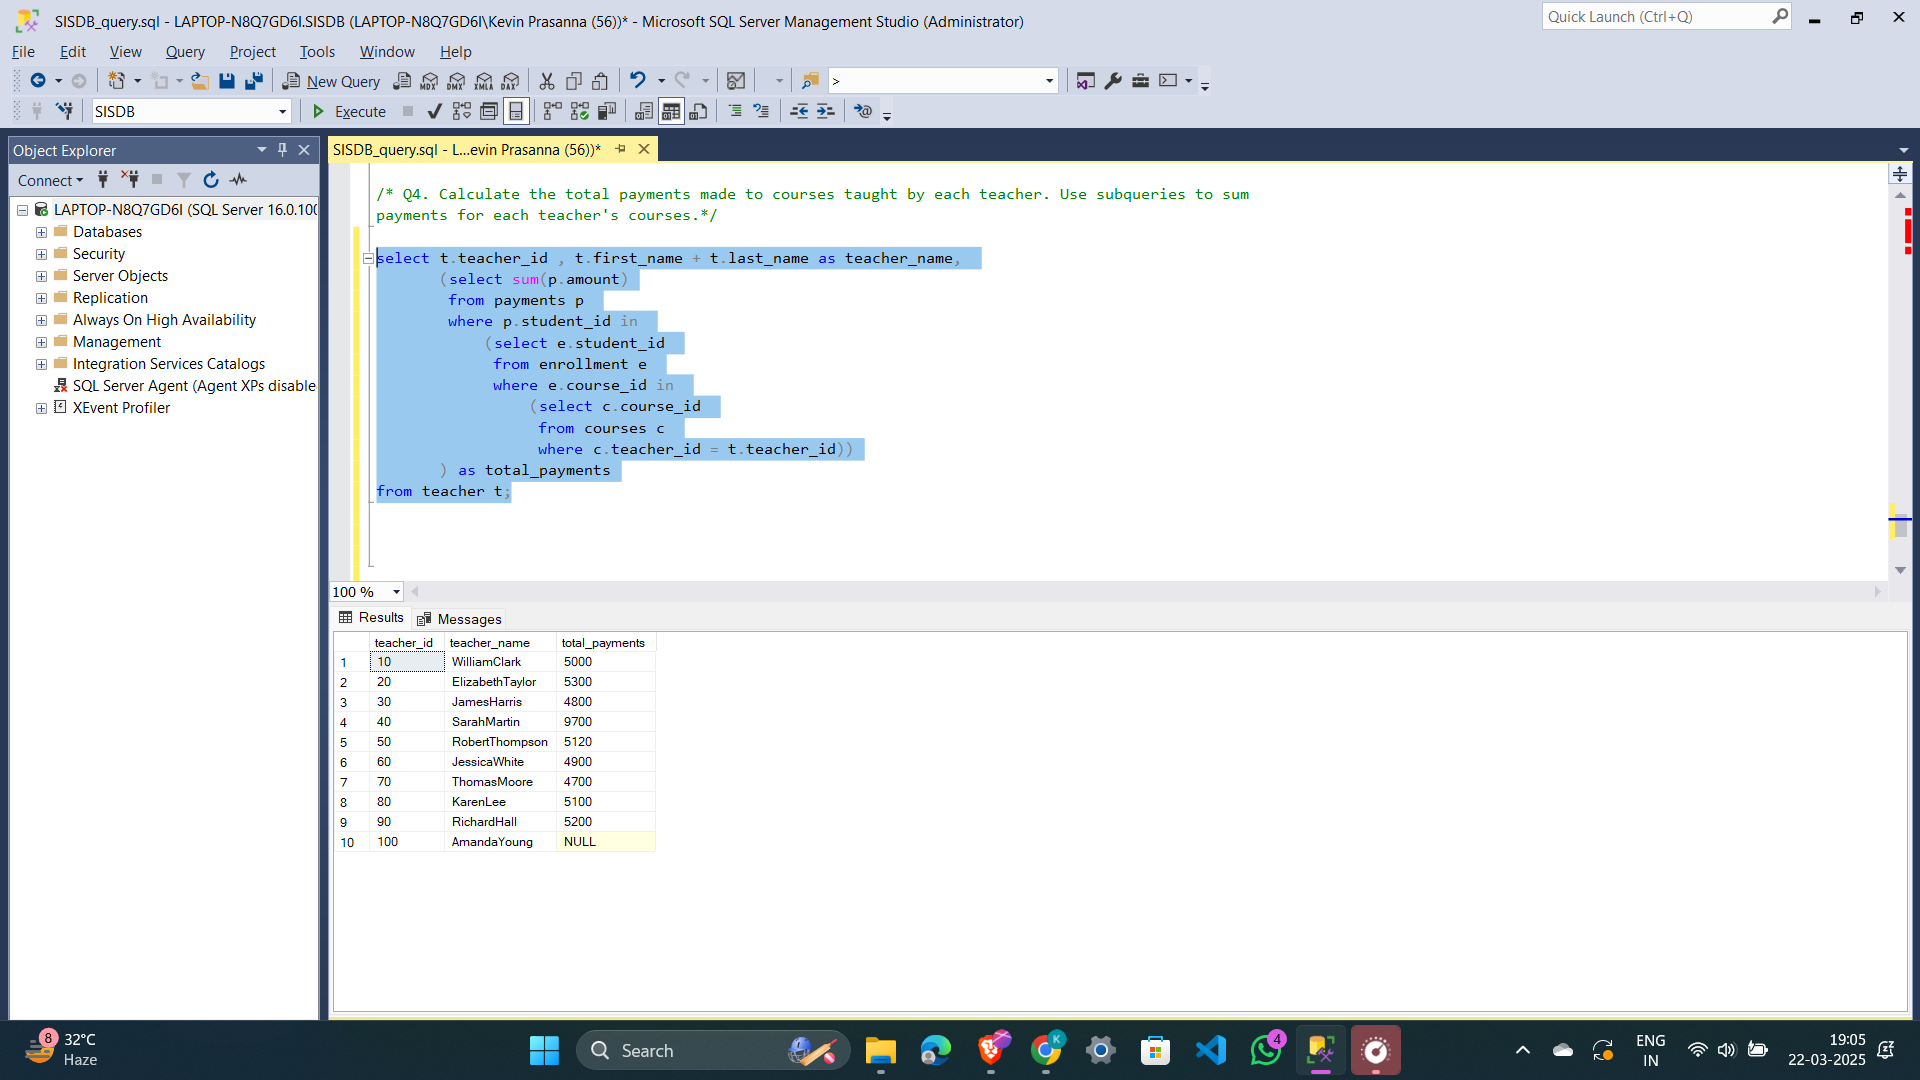 SISDB_query.sql - LAPTOP-N8Q7GD6I.SISDB (LAPTOP-N8Q7GD6I\Kevin Prasanna (56))* - Microsoft SQL Server Management Studio (Administrator)
Quick Launch (Ctrl+Q)
File Edit View Query Project Tools Window Help
New Query MDX DMX XMLA DAX >
SISDB Execute
Object Explorer
SISDB_query.sql - L...evin Prasanna (56))*
Connect
LAPTOP-N8Q7GD6I (SQL Server 16.0.100
Databases
Security
Server Objects
Replication
Always On High Availability
Management
Integration Services Catalogs
SQL Server Agent (Agent XPs disable
XEvent Profiler
/* Q4. Calculate the total payments made to courses taught by each teacher. Use subqueries to sum
payments for each teacher's courses.*/
select t.teacher_id , t.first_name + t.last_name as teacher_name,
(select sum(p.amount)
from payments p
where p.student_id in
(select e.student_id
from enrollment e
where e.course_id in
(select c.course_id
from courses c
where c.teacher_id = t.teacher_id))
) as total_payments
from teacher t;
100 %
Results Messages
teacher_id teacher_name total_payments
1 10 WilliamClark 5000
2 20 ElizabethTaylor 5300
3 30 JamesHarris 4800
4 40 SarahMartin 9700
5 50 RobertThompson 5120
6 60 JessicaWhite 4900
7 70 ThomasMoore 4700
8 80 KarenLee 5100
9 90 RichardHall 5200
10 100 AmandaYoung NULL
8
32°C
Haze
Search
K
4
ENG
IN
19:05
22-03-2025